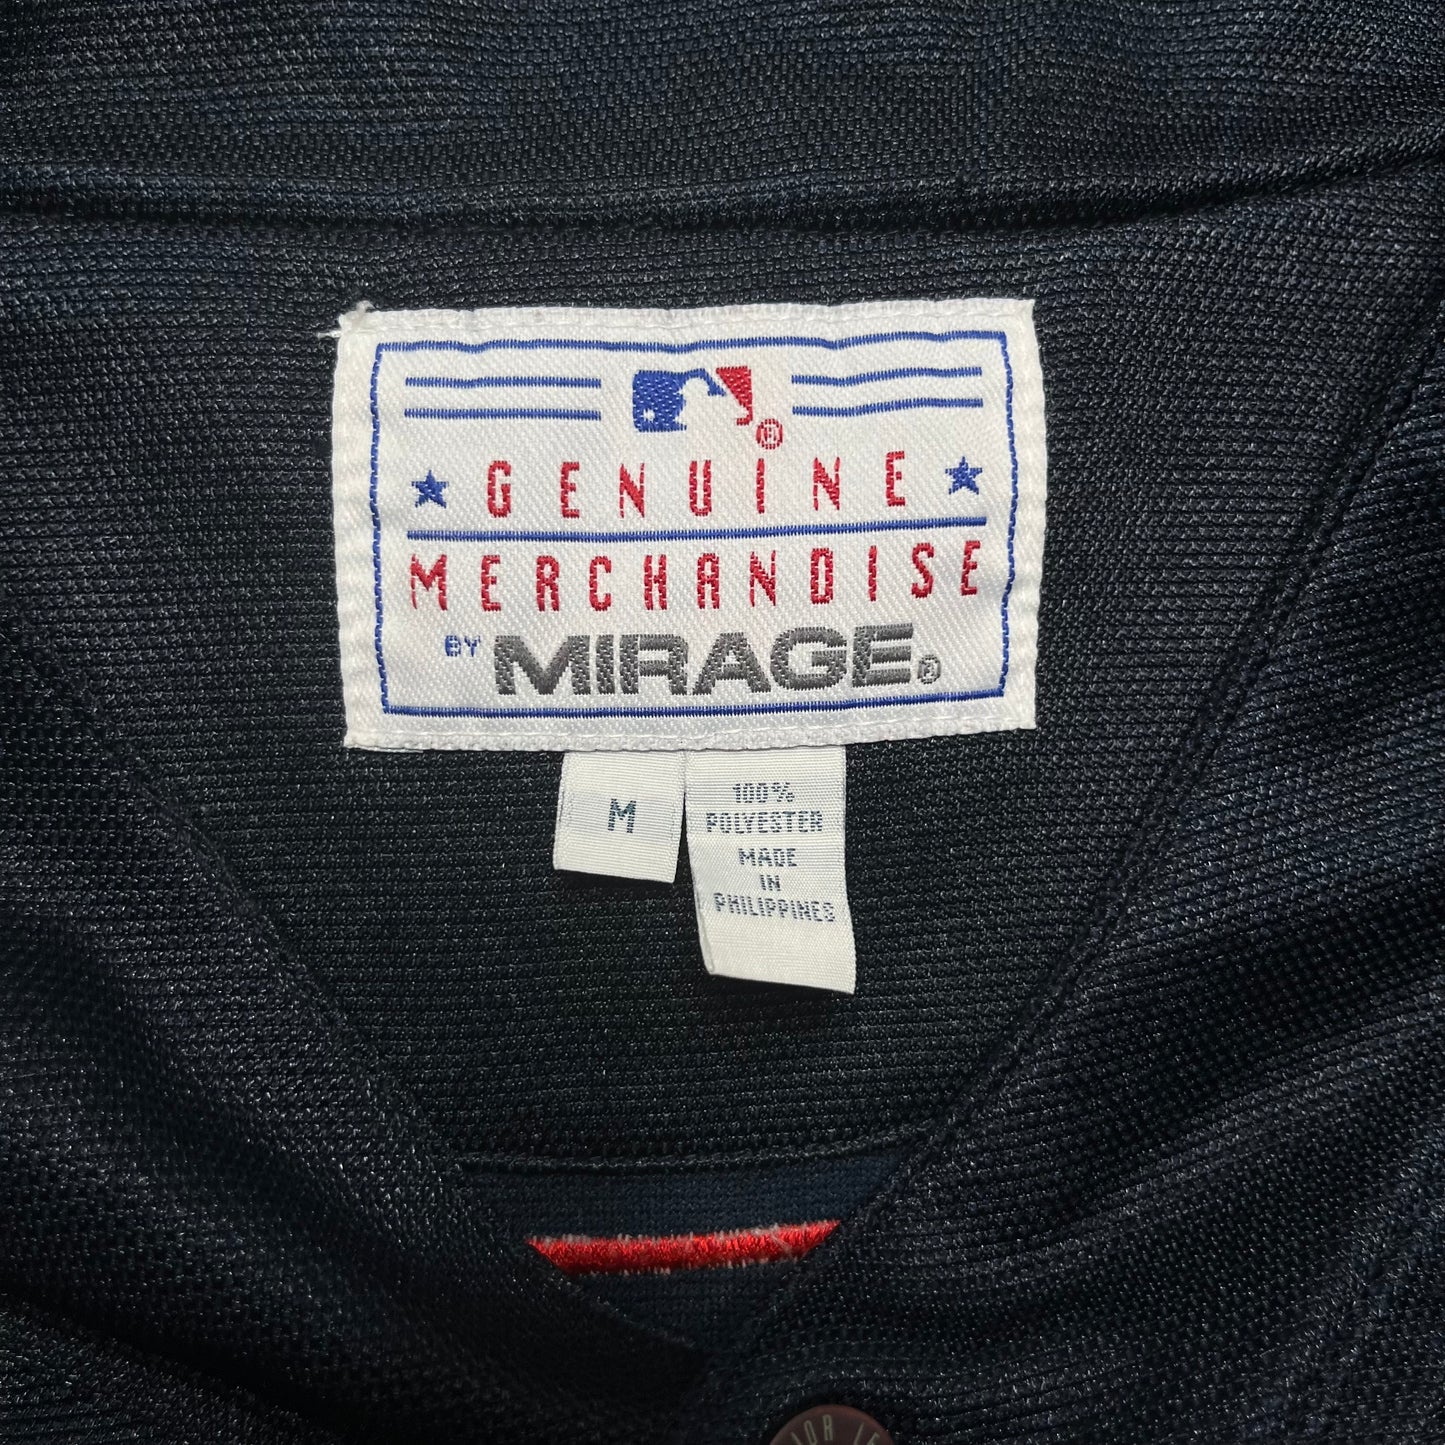 GENUINE
MERCHANDISE
BY MIRAGE®
M
100%
POLYESTER
MADE
IN
PHILIPPINES